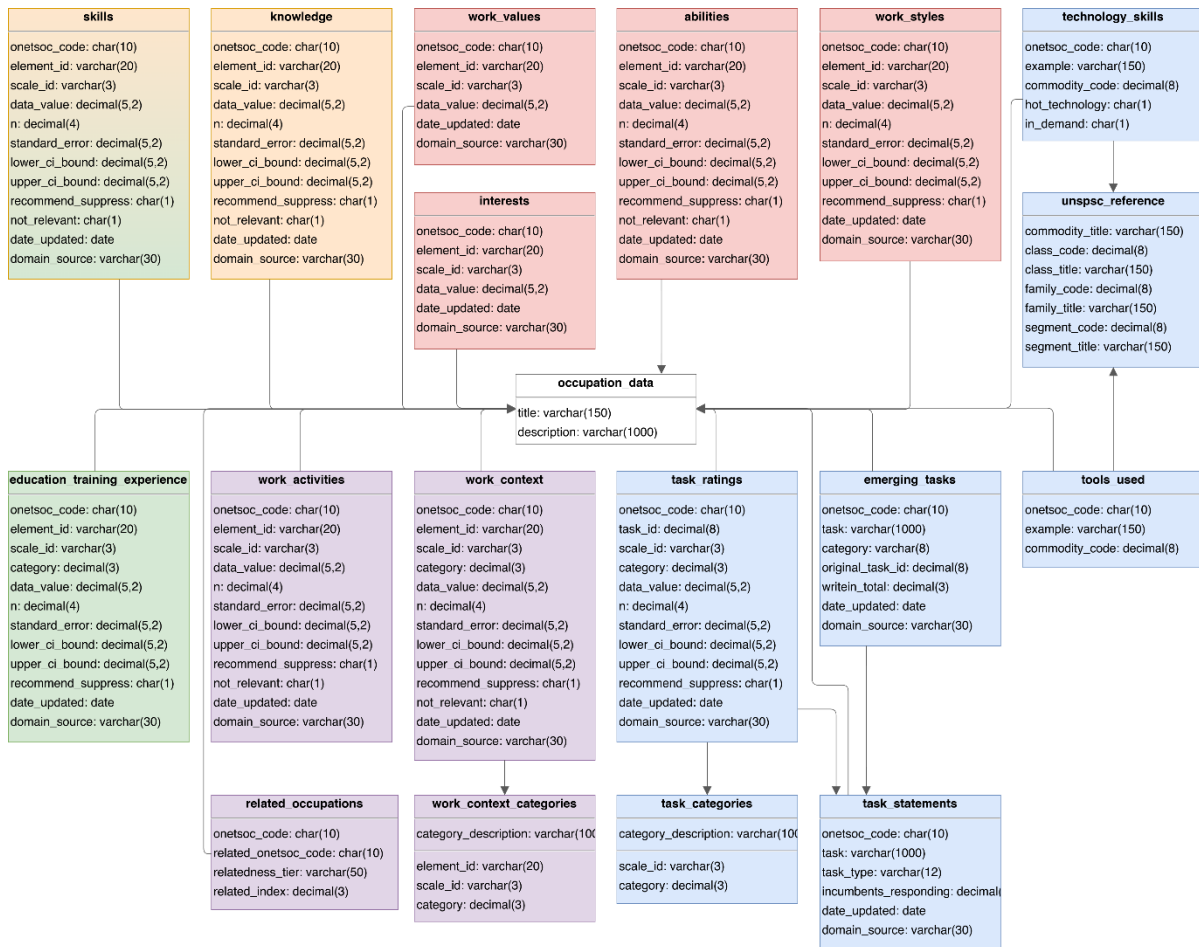 skills
onetsoc_code: char(10)
element_id: varchar(20)
scale_id: varchar(3)
data_value: decimal(5,2)
n: decimal(4)
standard_error: decimal(5,2)
lower_ci_bound: decimal(5,2)
upper_ci_bound: decimal(5,2)
recommend_suppress: char(1)
not_relevant: char(1)
date_updated: date
domain_source: varchar(30)
knowledge
onetsoc_code: char(10)
element_id: varchar(20)
scale_id: varchar(3)
data_value: decimal(5,2)
n: decimal(4)
standard_error: decimal(5,2)
lower_ci_bound: decimal(5,2)
upper_ci_bound: decimal(5,2)
recommend_suppress: char(1)
not_relevant: char(1)
date_updated: date
domain_source: varchar(30)
work_values
onetsoc_code: char(10)
element_id: varchar(20)
scale_id: varchar(3)
data_value: decimal(5,2)
date_updated: date
domain_source: varchar(30)
interests
onetsoc_code: char(10)
element_id: varchar(20)
scale_id: varchar(3)
data_value: decimal(5,2)
date_updated: date
domain_source: varchar(30)
abilities
onetsoc_code: char(10)
element_id: varchar(20)
scale_id: varchar(3)
data_value: decimal(5,2)
n: decimal(4)
standard_error: decimal(5,2)
lower_ci_bound: decimal(5,2)
upper_ci_bound: decimal(5,2)
recommend_suppress: char(1)
not_relevant: char(1)
date_updated: date
domain_source: varchar(30)
work_styles
onetsoc_code: char(10)
element_id: varchar(20)
scale_id: varchar(3)
data_value: decimal(5,2)
n: decimal(4)
standard_error: decimal(5,2)
lower_ci_bound: decimal(5,2)
upper_ci_bound: decimal(5,2)
recommend_suppress: char(1)
date_updated: date
domain_source: varchar(30)
technology_skills
onetsoc_code: char(10)
example: varchar(150)
commodity_code: decimal(8)
hot_technology: char(1)
in_demand: char(1)
unspsc_reference
commodity_title: varchar(150)
class_code: decimal(8)
class_title: varchar(150)
family_code: decimal(8)
family_title: varchar(150)
segment_code: decimal(8)
segment_title: varchar(150)
occupation_data
title: varchar(150)
description: varchar(1000)
education_training_experience
onetsoc_code: char(10)
element_id: varchar(20)
scale_id: varchar(3)
category: decimal(3)
data_value: decimal(5,2)
n: decimal(4)
standard_error: decimal(5,2)
lower_ci_bound: decimal(5,2)
upper_ci_bound: decimal(5,2)
recommend_suppress: char(1)
date_updated: date
domain_source: varchar(30)
work_activities
onetsoc_code: char(10)
element_id: varchar(20)
scale_id: varchar(3)
data_value: decimal(5,2)
n: decimal(4)
standard_error: decimal(5,2)
lower_ci_bound: decimal(5,2)
upper_ci_bound: decimal(5,2)
recommend_suppress: char(1)
not_relevant: char(1)
date_updated: date
domain_source: varchar(30)
work_context
onetsoc_code: char(10)
element_id: varchar(20)
scale_id: varchar(3)
category: decimal(3)
data_value: decimal(5,2)
n: decimal(4)
standard_error: decimal(5,2)
lower_ci_bound: decimal(5,2)
upper_ci_bound: decimal(5,2)
recommend_suppress: char(1)
not_relevant: char(1)
date_updated: date
domain_source: varchar(30)
task_ratings
onetsoc_code: char(10)
task_id: decimal(8)
scale_id: varchar(3)
category: decimal(3)
data_value: decimal(5,2)
n: decimal(4)
standard_error: decimal(5,2)
lower_ci_bound: decimal(5,2)
upper_ci_bound: decimal(5,2)
recommend_suppress: char(1)
date_updated: date
domain_source: varchar(30)
emerging_tasks
onetsoc_code: char(10)
task: varchar(1000)
category: varchar(8)
original_task_id: decimal(8)
writein_total: decimal(3)
date_updated: date
domain_source: varchar(30)
tools_used
onetsoc_code: char(10)
example: varchar(150)
commodity_code: decimal(8)
related_occupations
onetsoc_code: char(10)
related_onetsoc_code: char(10)
relatedness_tier: varchar(50)
related_index: decimal(3)
work_context_categories
category_description: varchar(100
element_id: varchar(20)
scale_id: varchar(3)
category: decimal(3)
task_categories
category_description: varchar(100
scale_id: varchar(3)
category: decimal(3)
task_statements
onetsoc_code: char(10)
task: varchar(1000)
task_type: varchar(12)
incumbents_responding: decimal(
date_updated: date
domain_source: varchar(30)